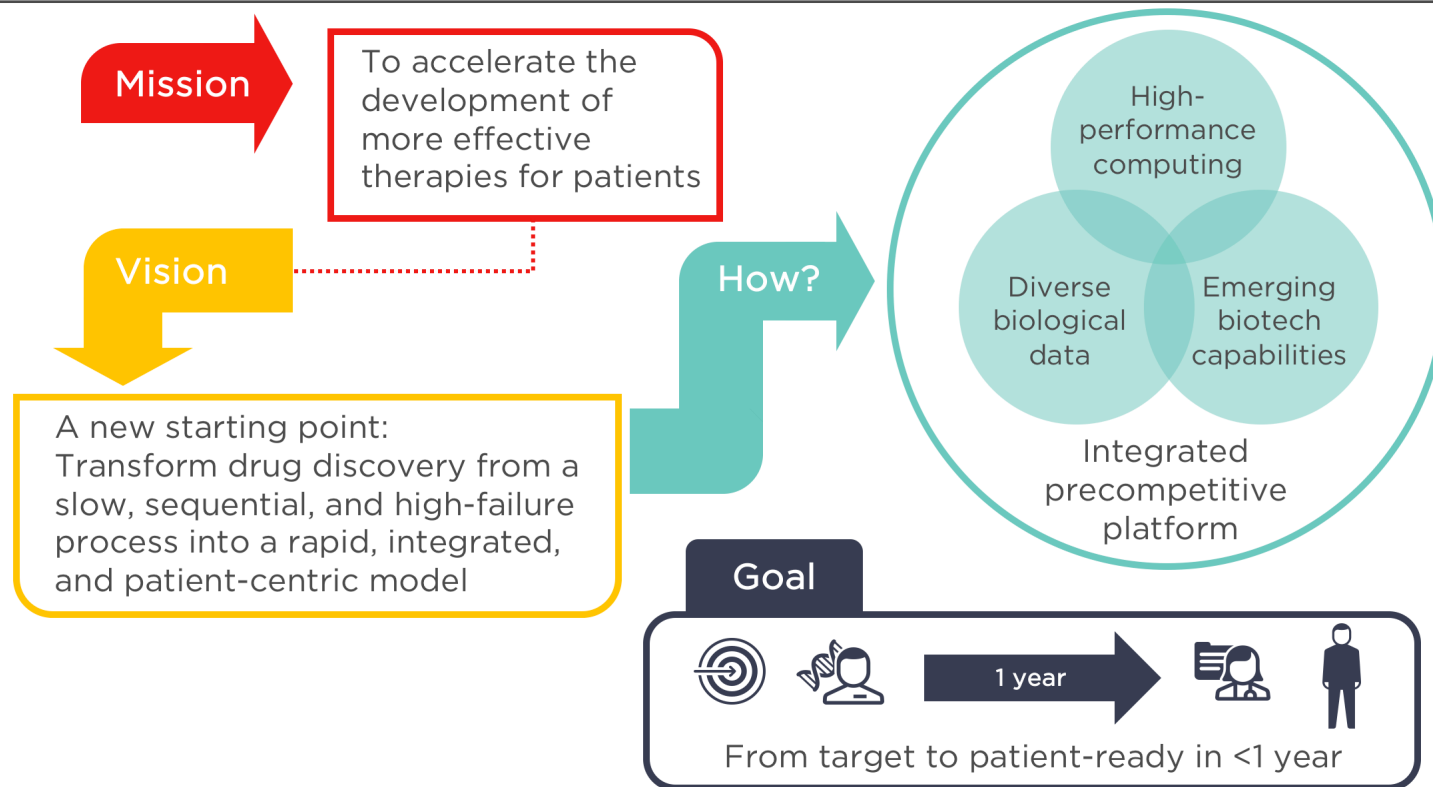 Mission
To accelerate the
development of
more effective
therapies for patients
Vision
A new starting point:
Transform drug discovery from a
slow, sequential, and high-failure
process into a rapid, integrated,
and patient-centric model
How?
High-
performance
computing
Diverse
biological
data
Emerging
biotech
capabilities
Integrated
precompetitive
platform
Goal
1 year
From target to patient-ready in <1 year